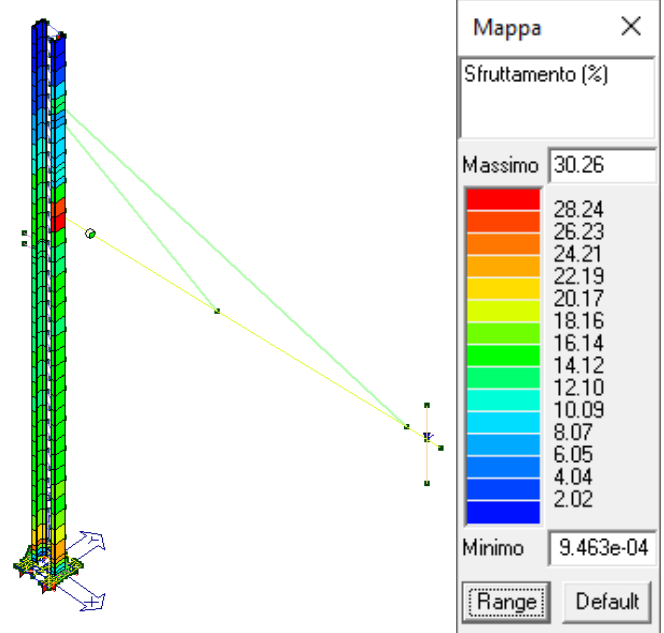 Mappa
Sfruttamento (%)
Massimo 30.26
28.24
26.23
24.21
22.19
20.17
18.16
16.14
14.12
12.10
10.09
8.07
6.05
4.04
2.02
Minimo 9.463e-04
Range Default